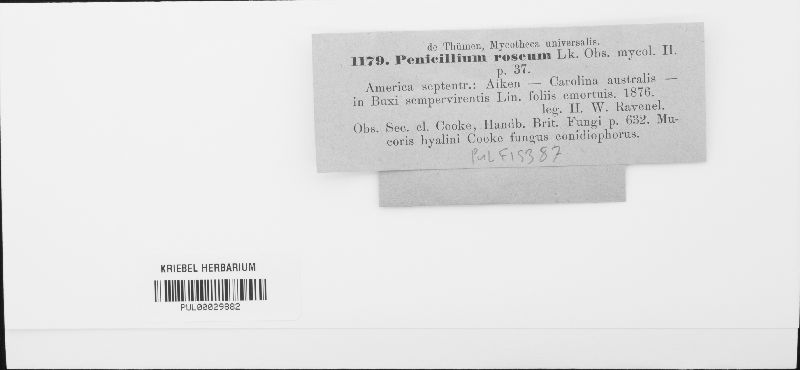 de Thümen, Mycotheca universalis.
1179. Penicillium roseum Lk. Obs. mycol. II.
p. 37.
America septentr.: Aiken — Carolina australis —
in Buxi sempervirentis Lin. foliis emortuis. 1876.
leg. H. W. Ravenel.
Obs. Sec. cl. Cooke, Handb. Brit. Fungi p. 632. Mu-
coris hyalini Cooke fungus conidiophorus.
PUL F15387
KRIEBEL HERBARIUM
PUL00029882